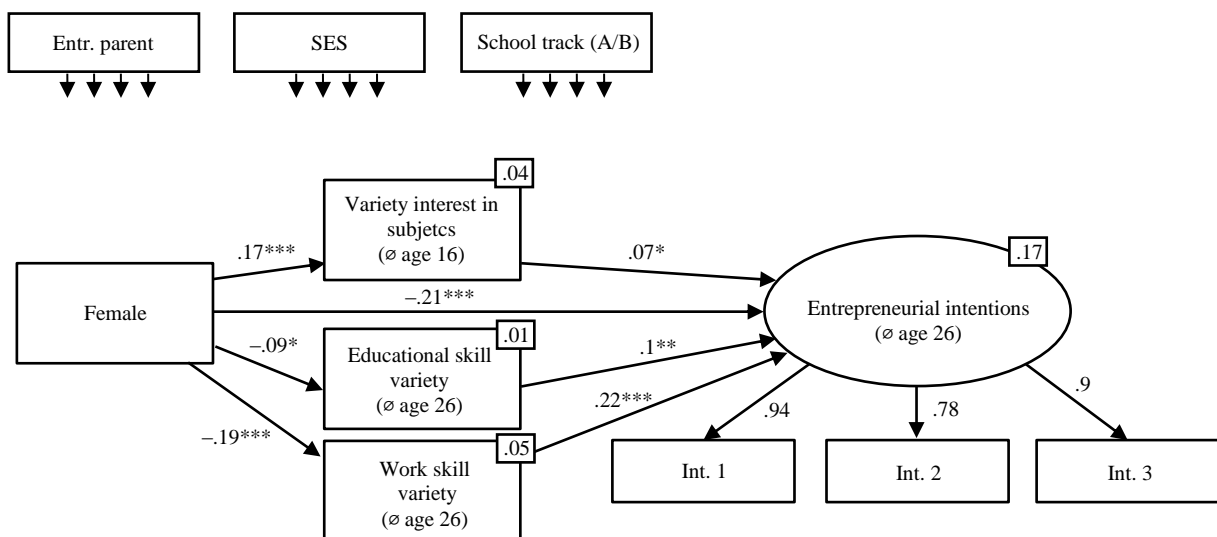 Entr. parent
SES
School track (A/B)
.04
Variety interest in
subjetcs
(⌀ age 16)
.17***
.07*
.17
–.21***
Female
Entrepreneurial intentions
(⌀ age 26)
.01
–.09*
Educational skill
variety
(⌀ age 26)
.1**
.22***
.9
.94
.78
–.19***
.05
Work skill
variety
(⌀ age 26)
Int. 1
Int. 2
Int. 3